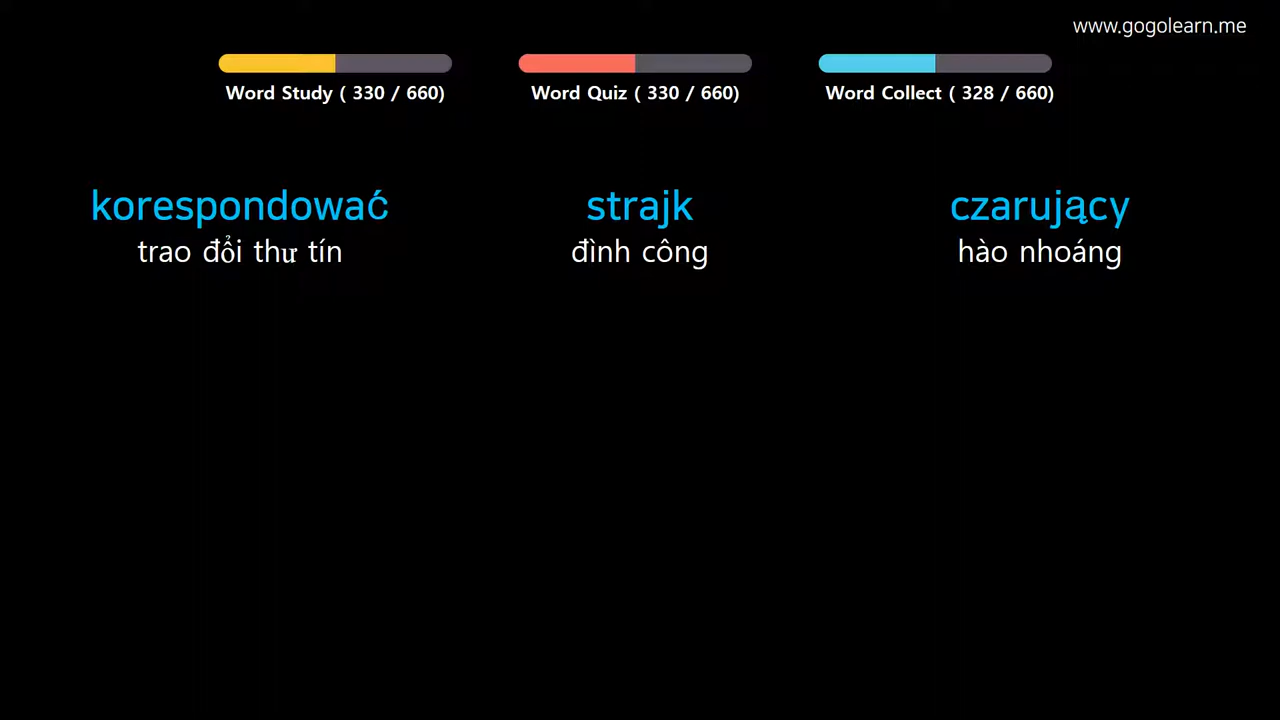 www.gogolearn.me
Word Study ( 330 / 660)
Word Quiz ( 330 / 660)
Word Collect ( 328 / 660)
korespondować
trao đổi thư tín
strajk
đình công
czarujący
hào nhoáng